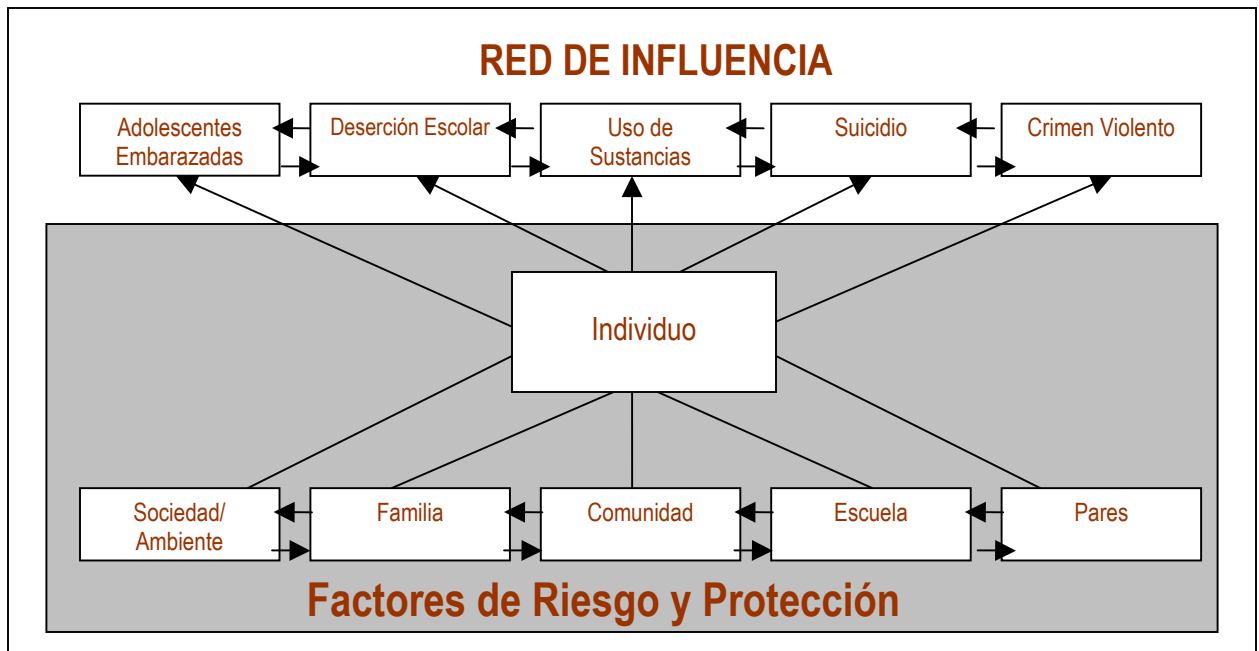 RED DE INFLUENCIA
Adolescentes
Embarazadas
Deserción Escolar
Uso de
Sustancias
Suicidio
Crimen Violento
Individuo
Sociedad/
Ambiente
Familia
Comunidad
Escuela
Pares
Factores de Riesgo y Protección